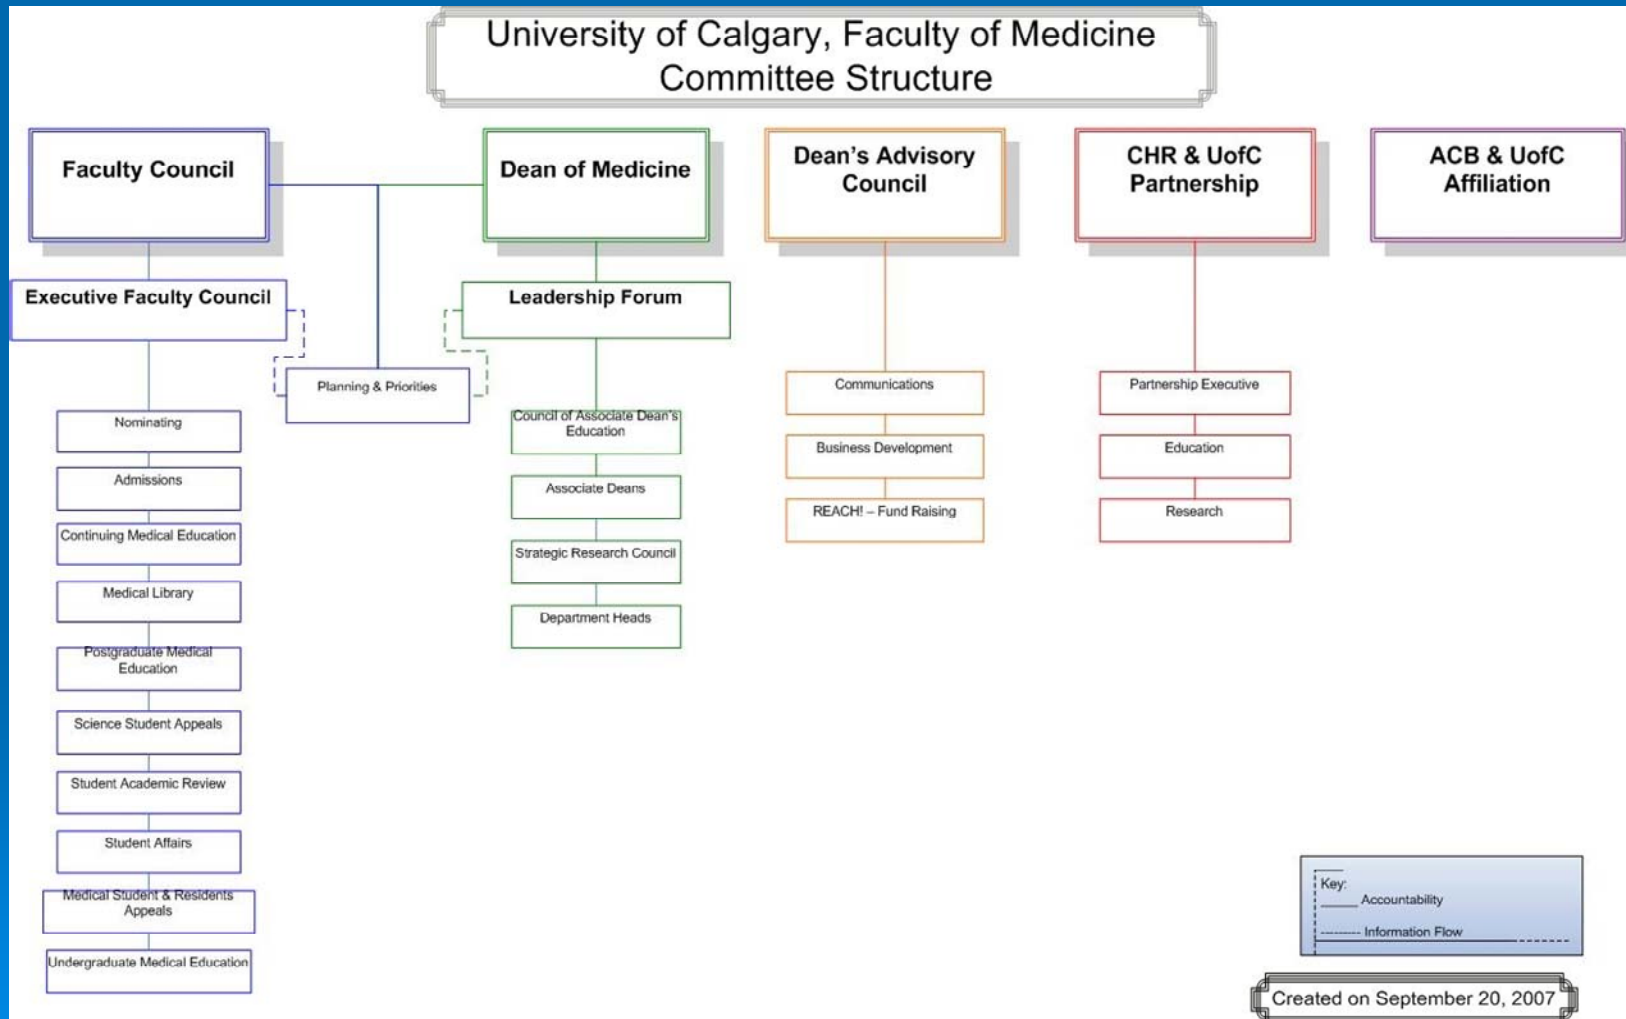 University of Calgary, Faculty of Medicine
Committee Structure
Faculty Council
Dean of Medicine
Dean's Advisory
Council
CHR & UofC
Partnership
ACB & UofC
Affiliation
Executive Faculty Council
Leadership Forum
Planning & Priorities
Nominating
Admissions
Continuing Medical Education
Medical Library
Postgraduate Medical
Education
Science Student Appeals
Student Academic Review
Student Affairs
Medical Student & Residents
Appeals
Undergraduate Medical Education
Council of Associate Dean's
Education
Associate Deans
Strategic Research Council
Department Heads
Communications
Business Development
REACH! – Fund Raising
Partnership Executive
Education
Research
Key:
Accountability
Information Flow
Created on September 20, 2007